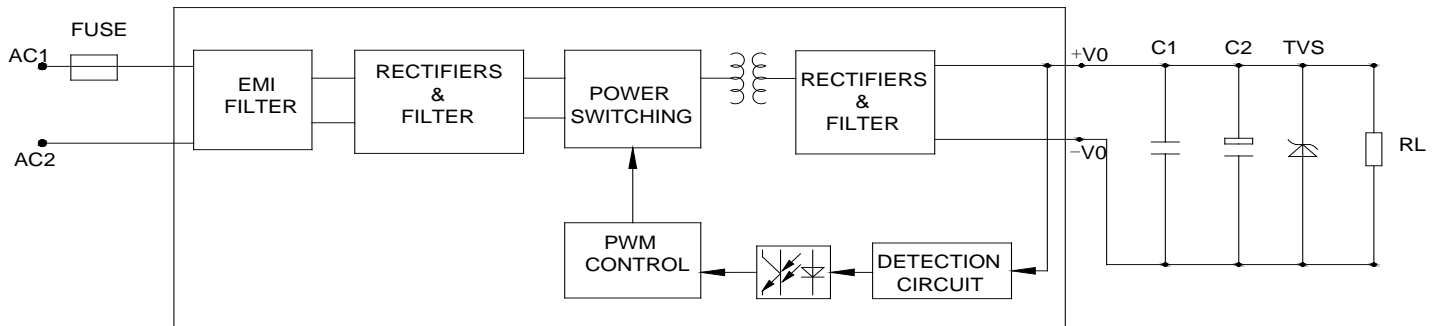 FUSE
AC1
AC2
EMI
FILTER
RECTIFIERS
&
FILTER
POWER
SWITCHING
RECTIFIERS
&
FILTER
+V0
−V0
C1
C2
TVS
RL
PWM
CONTROL
DETECTION
CIRCUIT